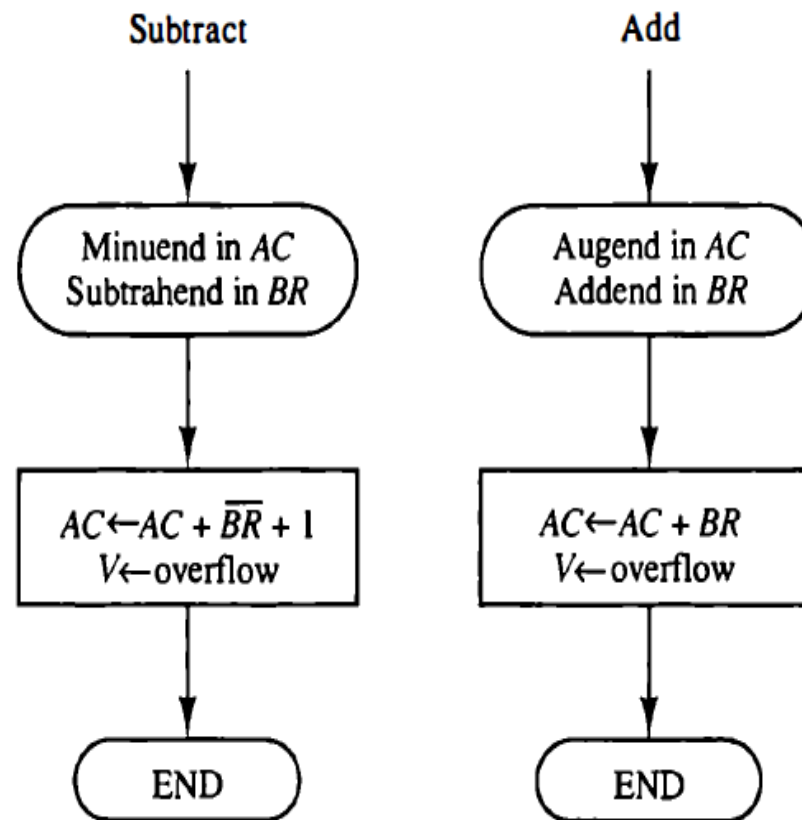 Subtract
Minuend in AC
Subtrahend in BR
AC←AC + B̅R̅ + 1
V←overflow
END
Add
Augend in AC
Addend in BR
AC←AC + BR
V←overflow
END